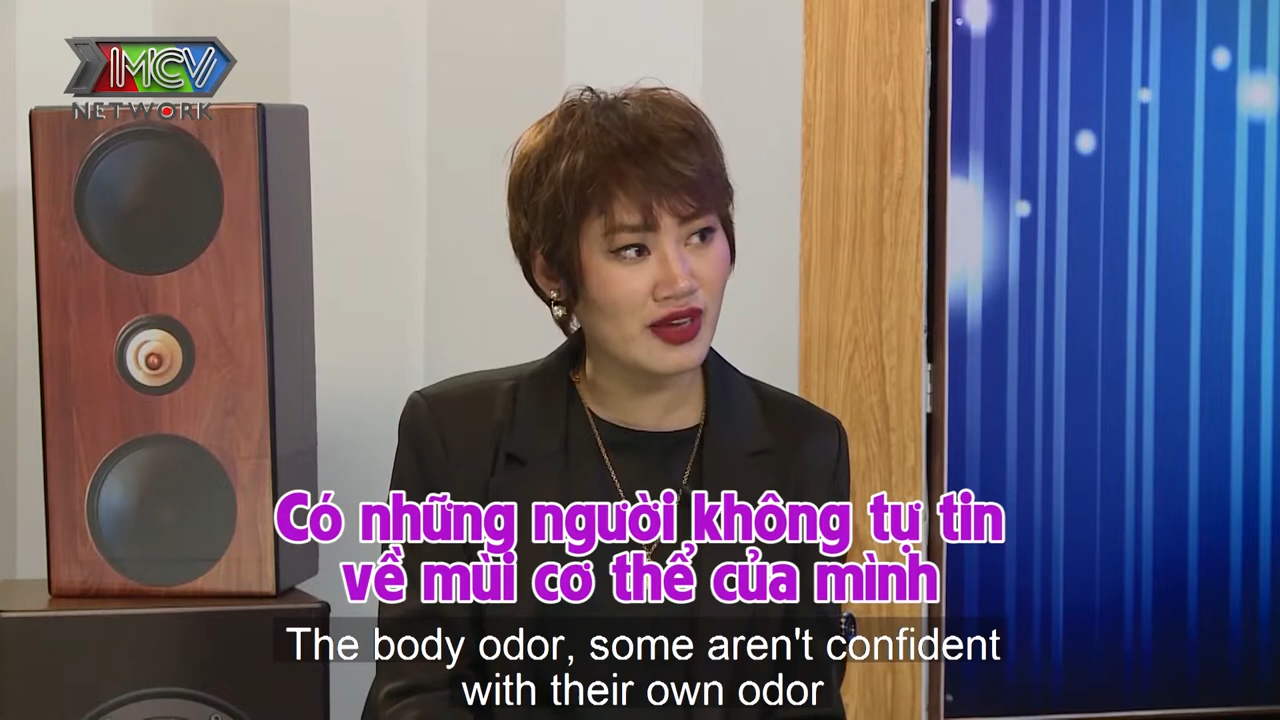 MCV
NETWORK
Có những người không tự tin
về mùi cơ thể của mình
The body odor, some aren't confident
with their own odor